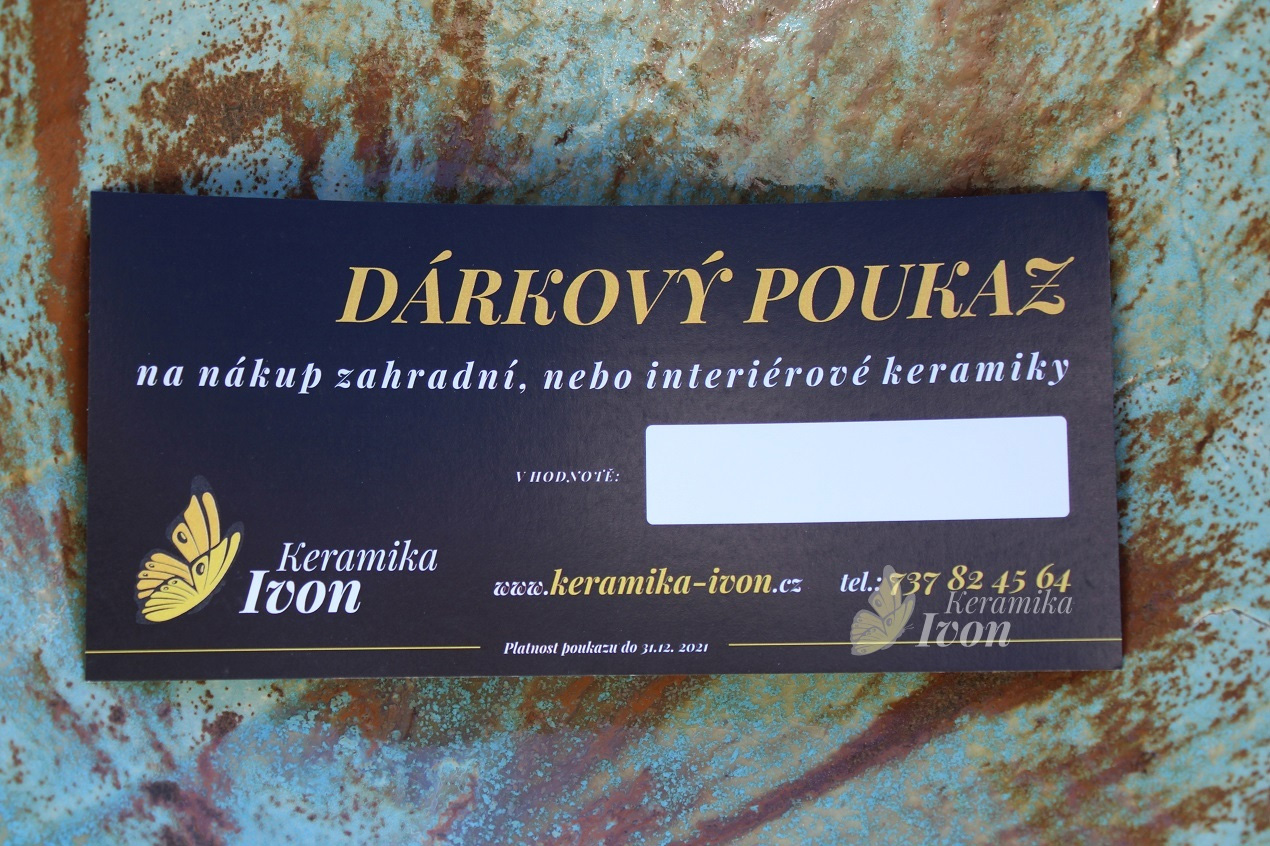 DÁRKOVÝ POUKAZ
na nákup zahradní, nebo interiérové keramiky
V HODNOTĚ:
Keramika
Ivon
www.keramika-ivon.cz
tel.: 737 82 45 64
Keramika
Ivon
Platnost poukazu do 31.12. 2021